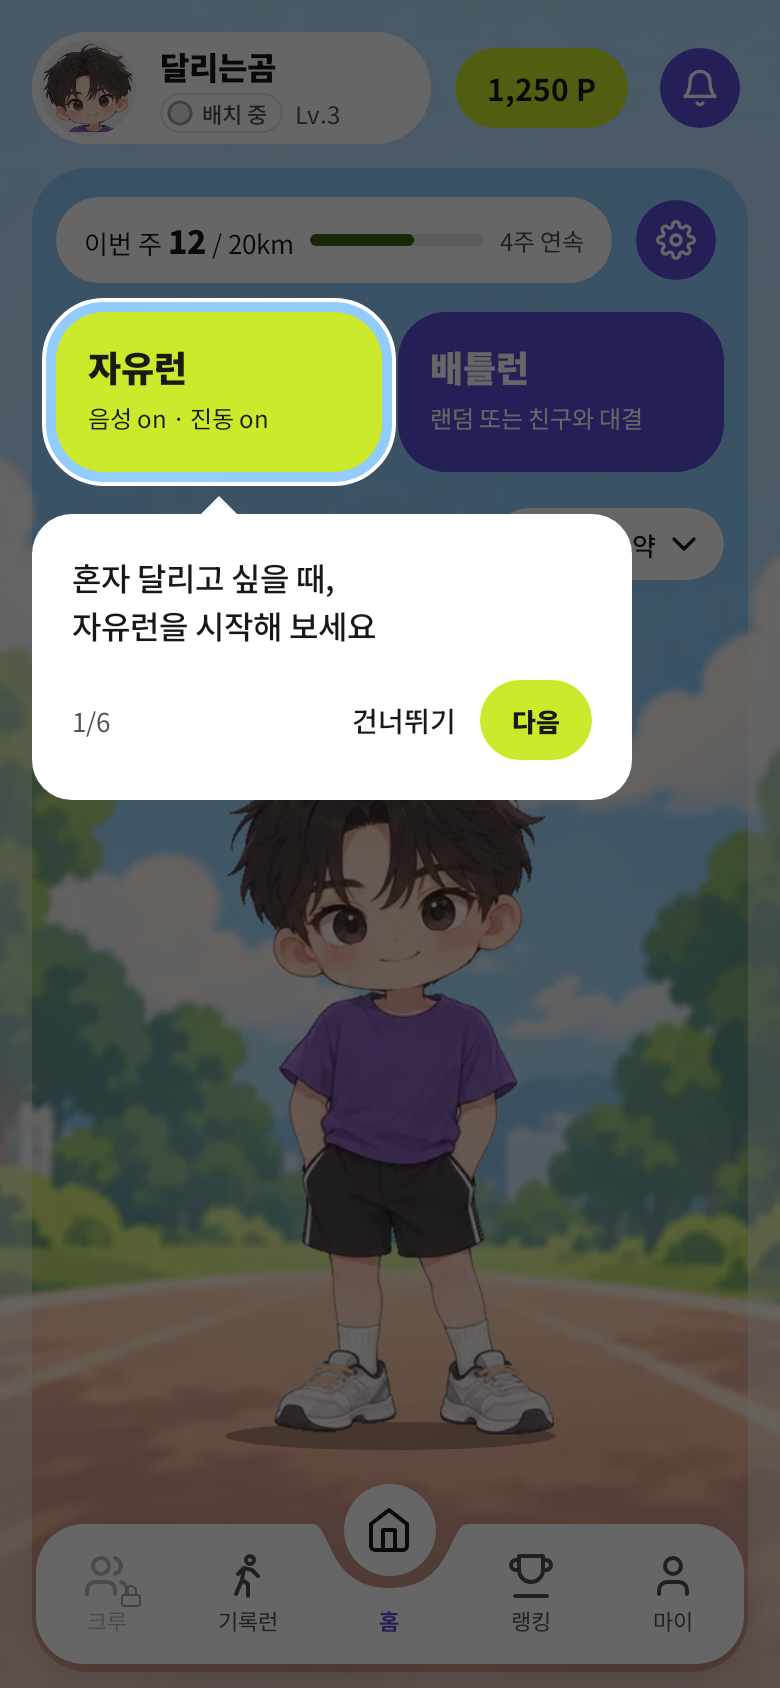 달리는곰
1,250 P
배치 중 Lv.3
이번 주 12 / 20km 4주 연속
자유런
음성 on · 진동 on
배틀런
랜덤 또는 친구와 대결
약
혼자 달리고 싶을 때,
자유런을 시작해 보세요
1/6 건너뛰기 다음
크루 기록런 홈 랭킹 마이